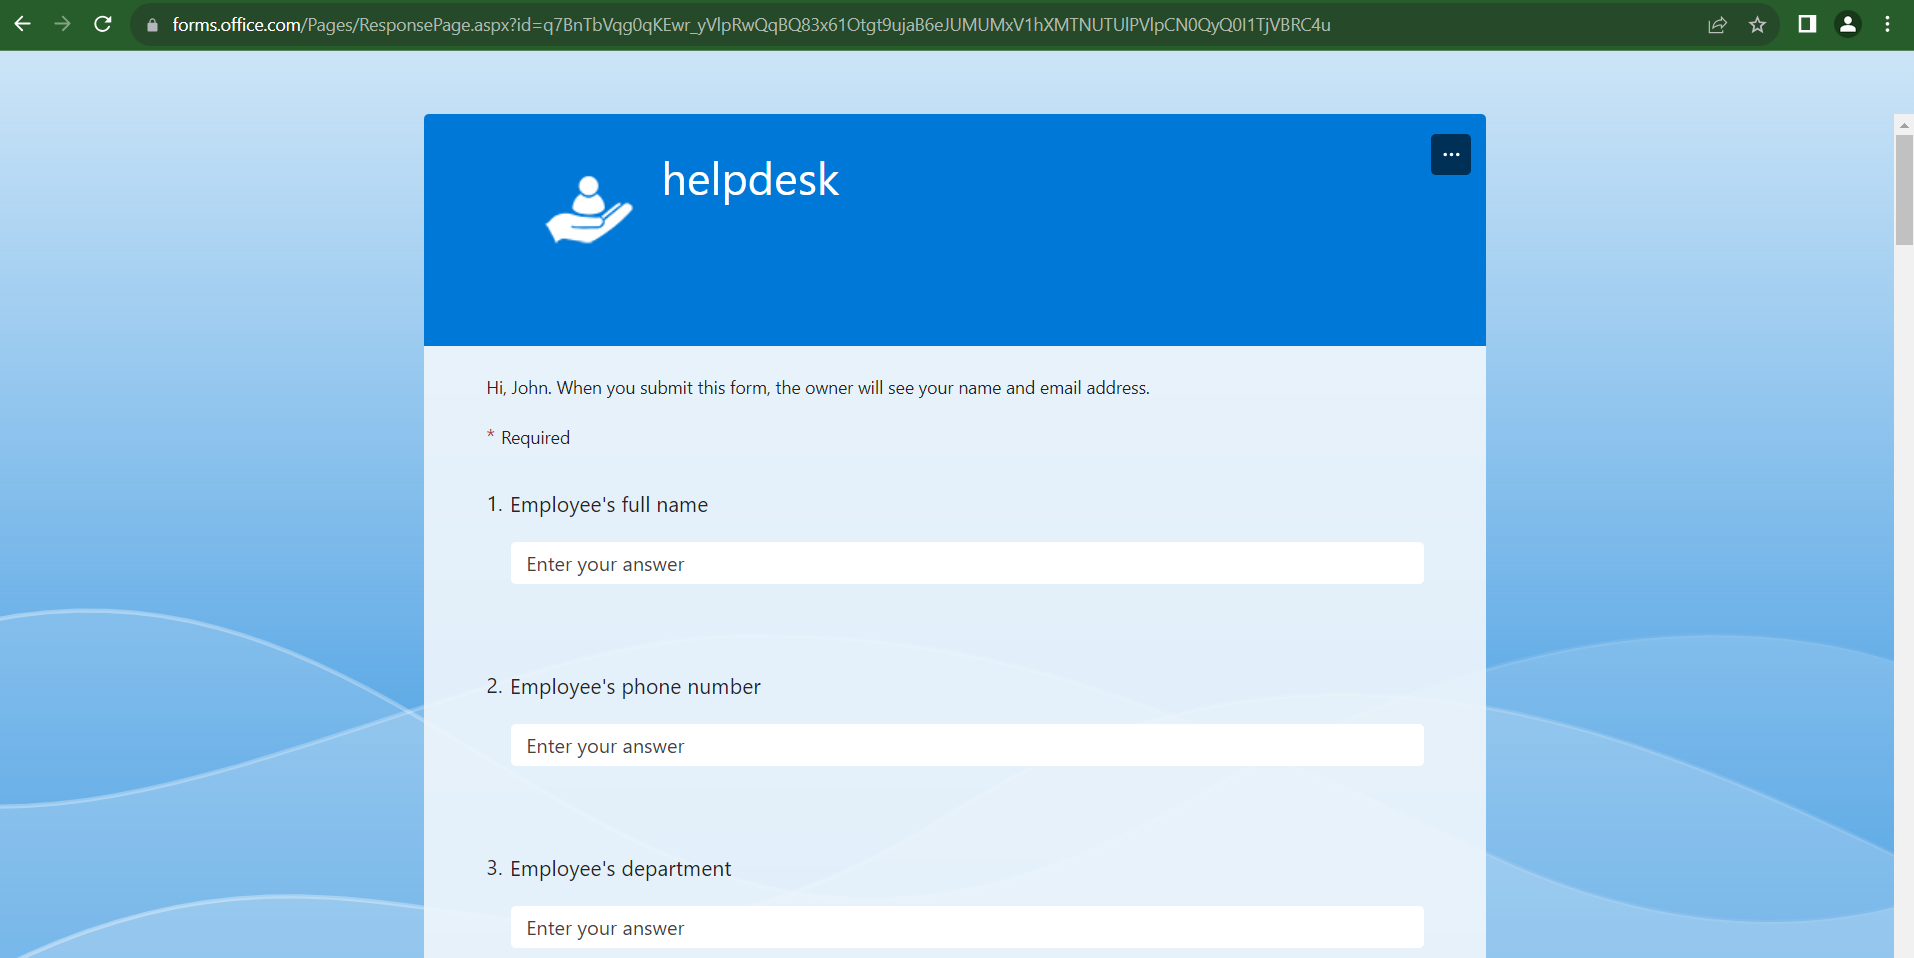 forms.office.com/Pages/ResponsePage.aspx?id=q7BnTbVqg0qKEwr_yVlpRwQqBQ83x61Otgt9ujaB6eJUMUMxV1hXMTNUTUlPVlpCN0QyQ0I1TjVBRC4u
helpdesk
Hi, John. When you submit this form, the owner will see your name and email address.
* Required
1. Employee's full name
Enter your answer
2. Employee's phone number
Enter your answer
3. Employee's department
Enter your answer